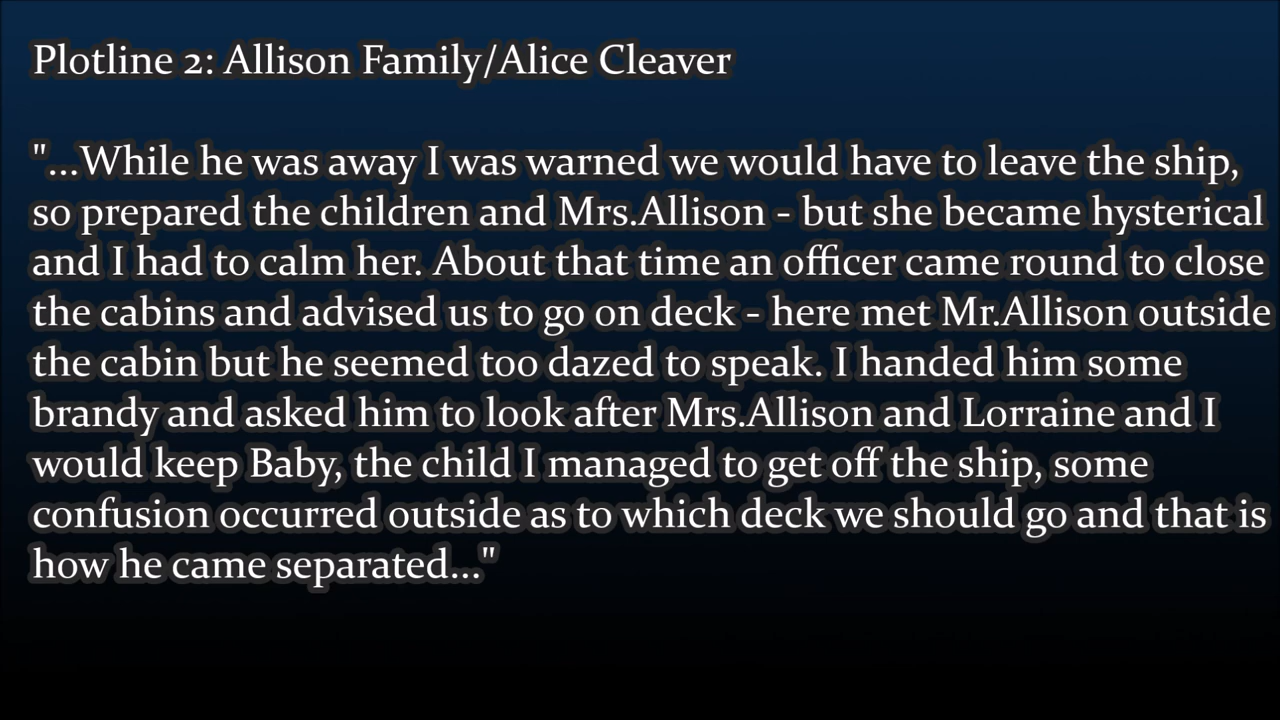 Plotline 2: Allison Family/Alice Cleaver
"...While he was away I was warned we would have to leave the ship,
so prepared the children and Mrs.Allison - but she became hysterical
and I had to calm her. About that time an officer came round to close
the cabins and advised us to go on deck - here met Mr.Allison outside
the cabin but he seemed too dazed to speak. I handed him some
brandy and asked him to look after Mrs.Allison and Lorraine and I
would keep Baby, the child I managed to get off the ship, some
confusion occurred outside as to which deck we should go and that is
how he came separated..."